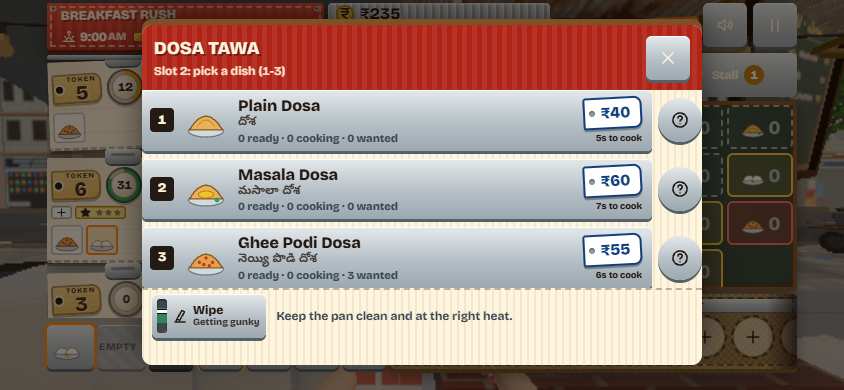 BREAKFAST RUSH
9:00AM
₹235
Stall 1
TOKEN
5
12
TOKEN
6
31
TOKEN
3
0
EMPTY
DOSA TAWA
Slot 2: pick a dish (1-3)
1
Plain Dosa
దోశ
0 ready · 0 cooking · 0 wanted
₹40
5s to cook
2
Masala Dosa
మసాలా దోశ
0 ready · 0 cooking · 0 wanted
₹60
7s to cook
3
Ghee Podi Dosa
నెయ్యి పొడి దోశ
0 ready · 0 cooking · 3 wanted
₹55
6s to cook
Wipe
Getting gunky
Keep the pan clean and at the right heat.
0
0
0